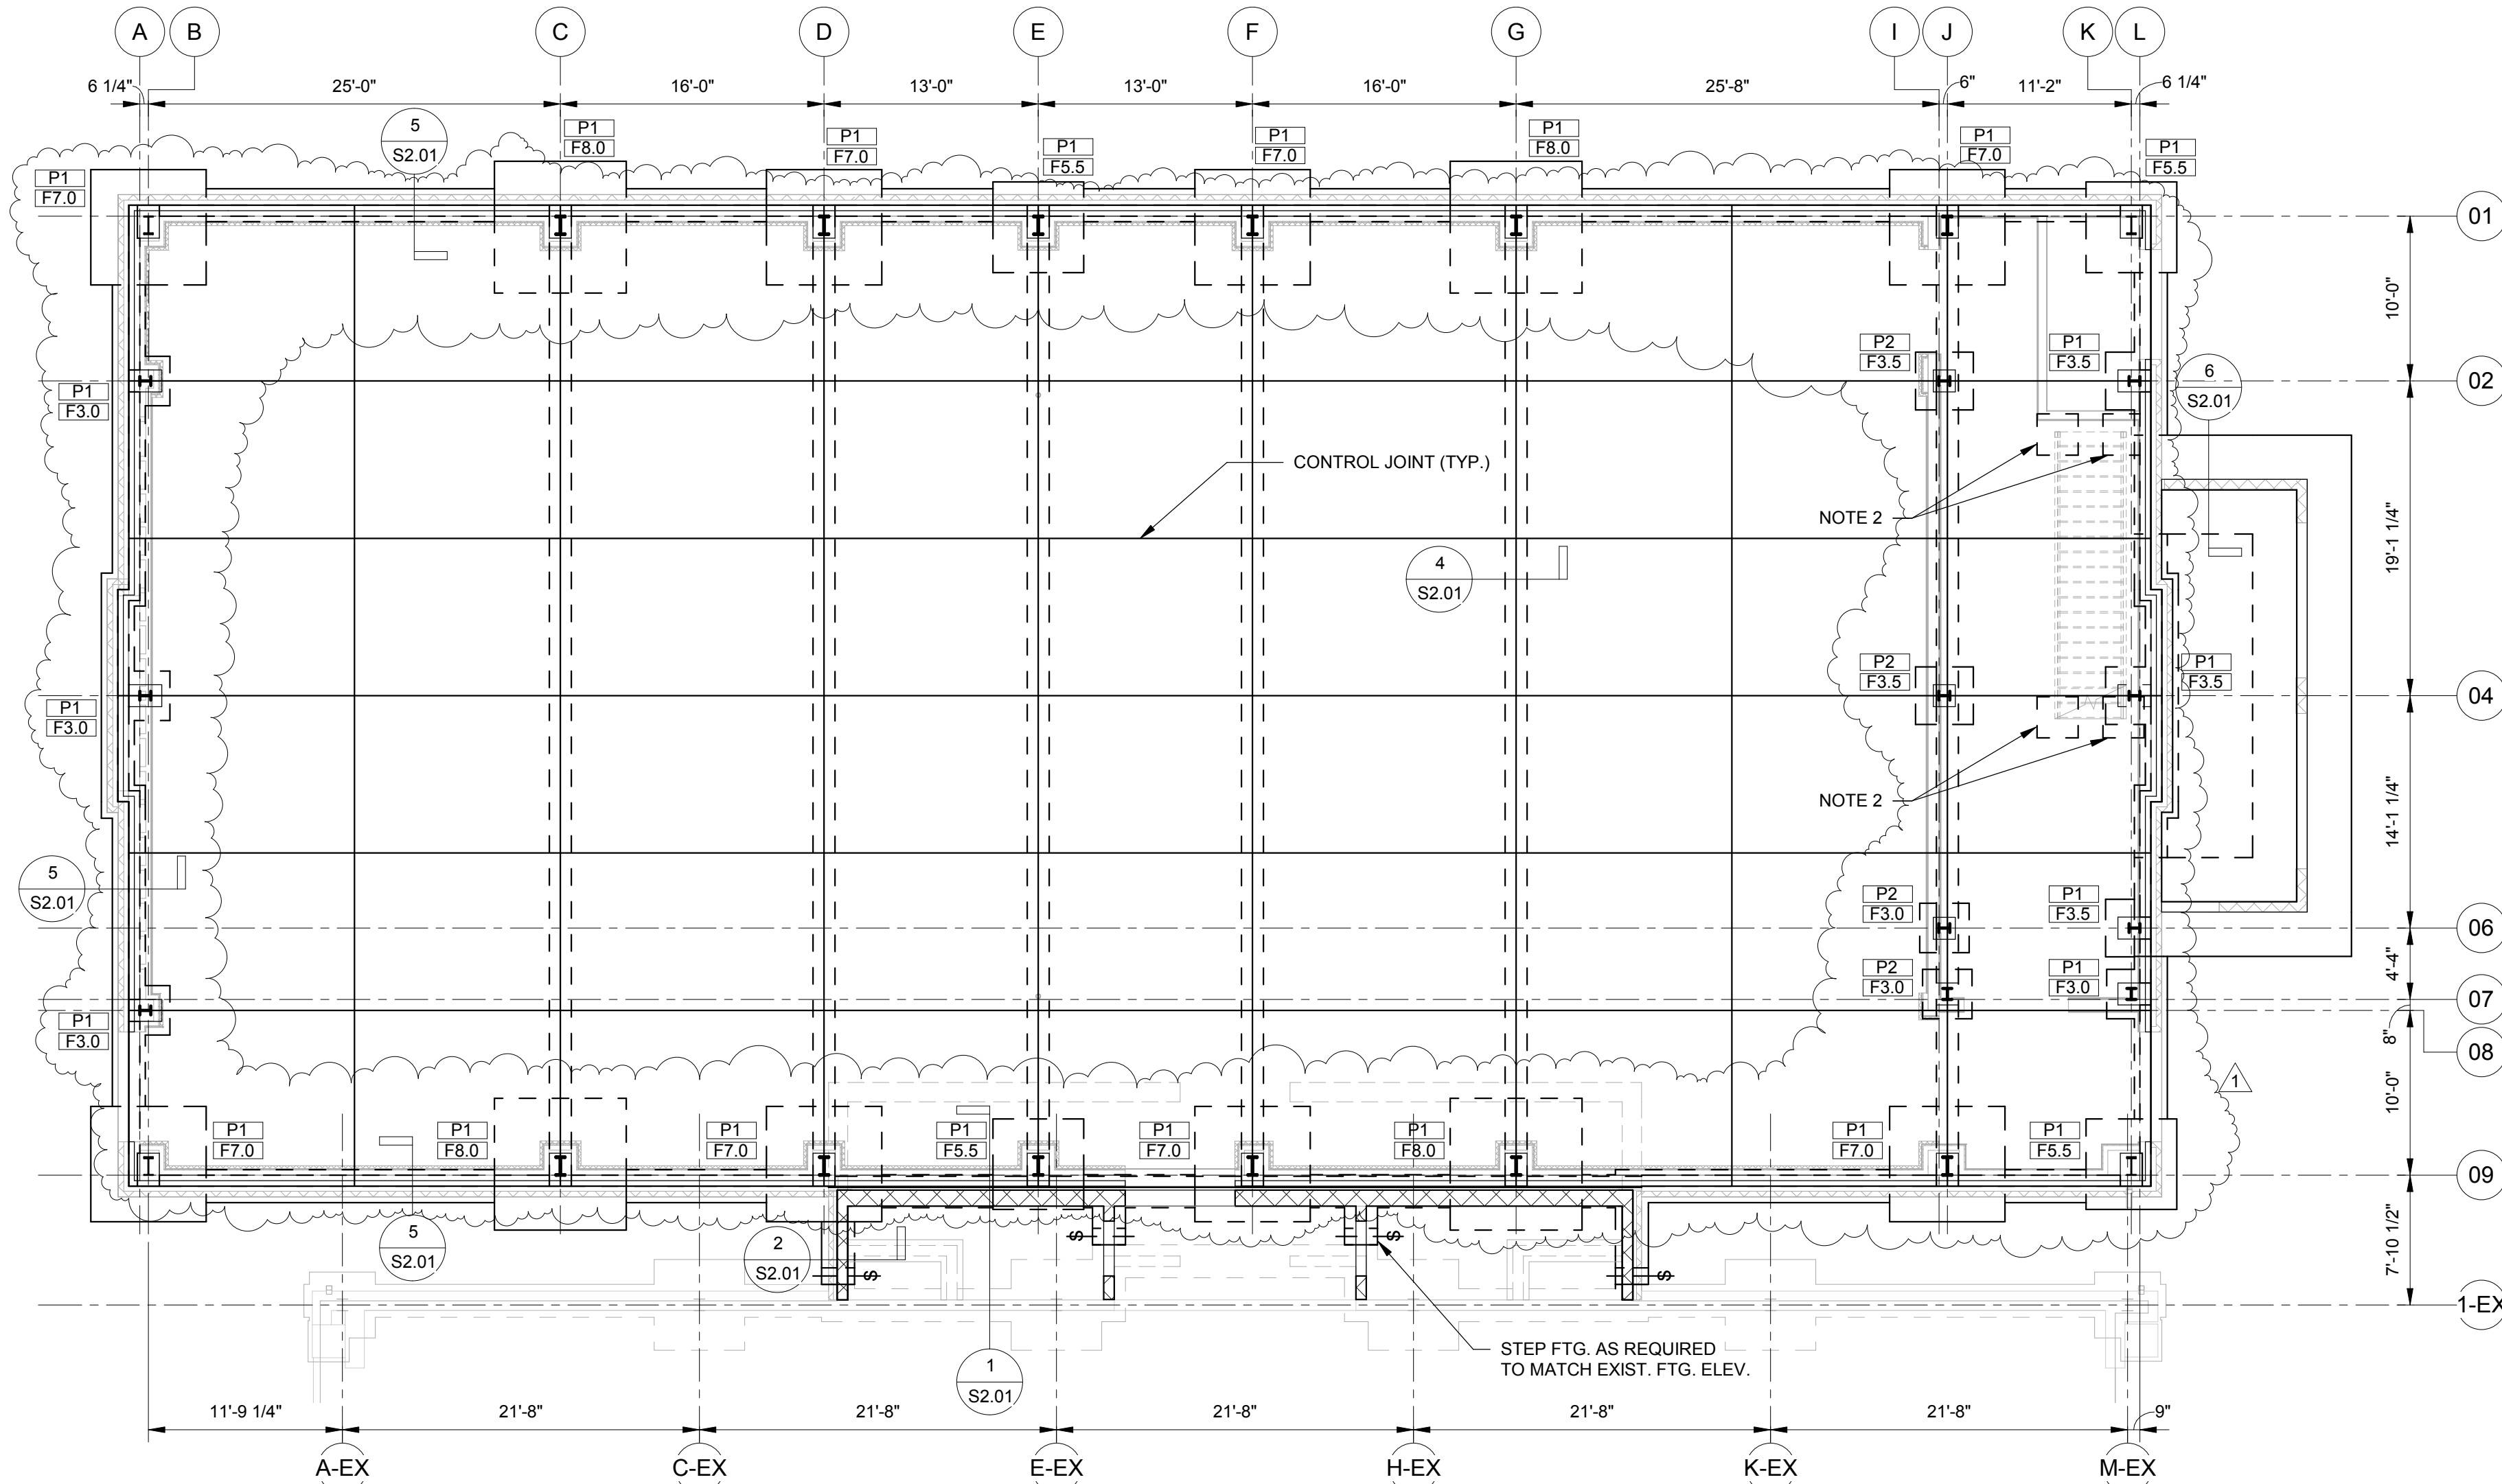 A B C D E F G I J K L
6 1/4" 25'-0" 16'-0" 13'-0" 13'-0" 16'-0" 25'-8" 6" 11'-2" 6 1/4"
5
S2.01
P1
F7.0
P1
F8.0
P1
F7.0
P1
F5.5
P1
F7.0
P1
F8.0
P1
F7.0
P1
F5.5
01
10'-0"
P1
F3.0
P2
F3.5
P1
F3.5
6
S2.01
02
CONTROL JOINT (TYP.)
NOTE 2
19'-1 1/4"
4
S2.01
P1
F3.0
P2
F3.5
P1
F3.5
04
NOTE 2
14'-1 1/4"
5
S2.01
P2
F3.0
P1
F3.5
06
4'-4"
P1
F3.0
P2
F3.0
P1
F3.0
07
8"
08
1
10'-0"
P1
F7.0
P1
F8.0
P1
F7.0
P1
F5.5
P1
F7.0
P1
F8.0
P1
F7.0
P1
F5.5
09
5
S2.01
2
S2.01
S
S
S
S
7'-10 1/2"
1-EX
1
S2.01
STEP FTG. AS REQUIRED
TO MATCH EXIST. FTG. ELEV.
11'-9 1/4" 21'-8" 21'-8" 21'-8" 21'-8" 21'-8" 9"
A-EX C-EX E-EX H-EX K-EX M-EX